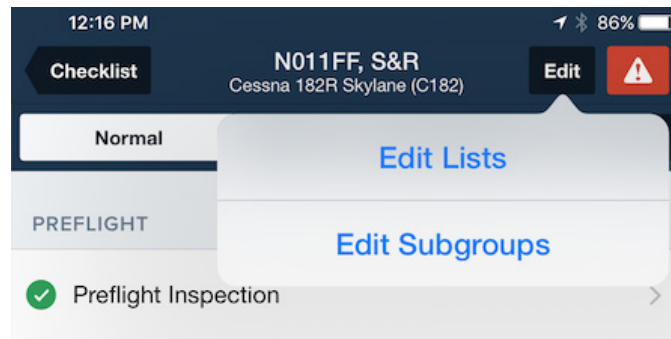 12:16 PM 86%
Checklist
N011FF, S&R
Cessna 182R Skylane (C182)
Edit
Normal
Edit Lists
Edit Subgroups
PREFLIGHT
Preflight Inspection